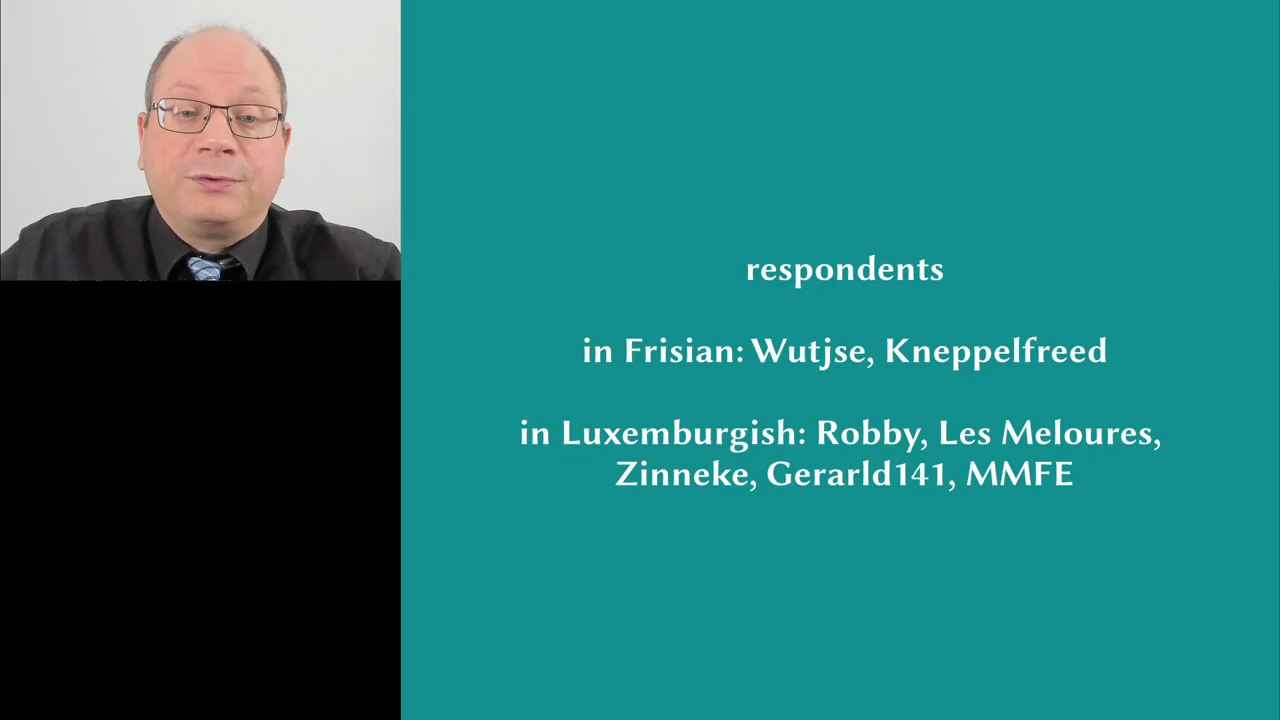 respondents
in Frisian: Wutjse, Kneppelfreed
in Luxemburgish: Robby, Les Meloures,
Zinneke, Gerarld141, MMFE